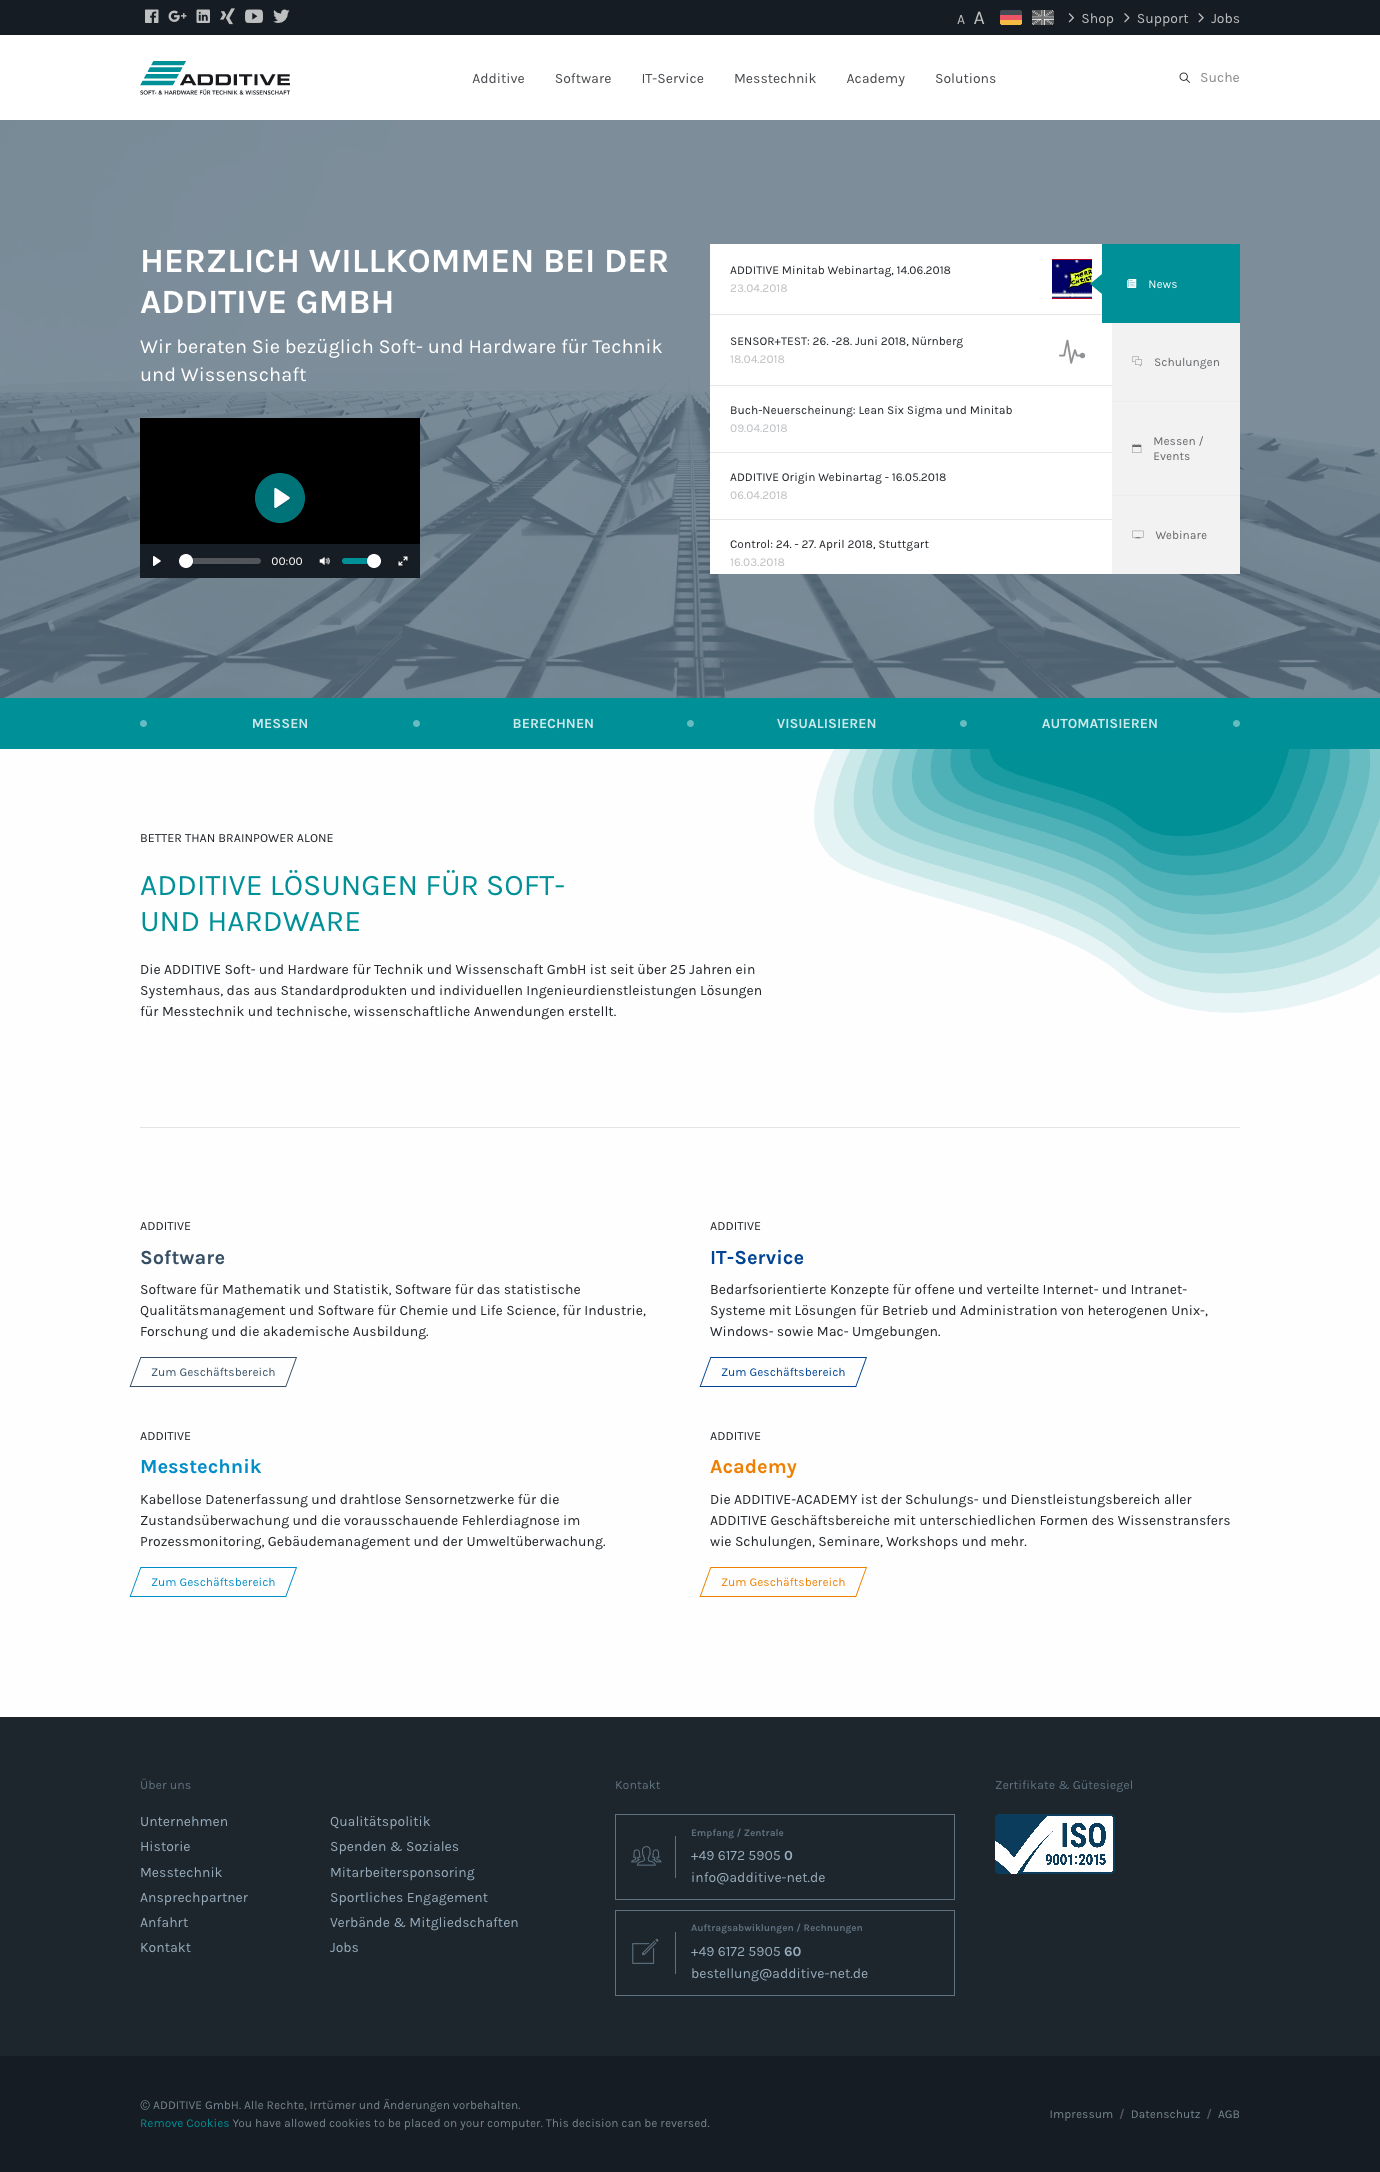 A A Shop Support Jobs
ADDITIVE
SOFT- & HARDWARE FÜR TECHNIK & WISSENSCHAFT
Additive Software IT-Service Messtechnik Academy Solutions Suche
HERZLICH WILLKOMMEN BEI DER
ADDITIVE GMBH
Wir beraten Sie bezüglich Soft- und Hardware für Technik
und Wissenschaft
00:00
ADDITIVE Minitab Webinartag, 14.06.2018
23.04.2018
SENSOR+TEST: 26. -28. Juni 2018, Nürnberg
18.04.2018
Buch-Neuerscheinung: Lean Six Sigma und Minitab
09.04.2018
ADDITIVE Origin Webinartag - 16.05.2018
06.04.2018
Control: 24. - 27. April 2018, Stuttgart
16.03.2018
News
Schulungen
Messen /
Events
Webinare
MESSEN BERECHNEN VISUALISIEREN AUTOMATISIEREN
BETTER THAN BRAINPOWER ALONE
ADDITIVE LÖSUNGEN FÜR SOFT-
UND HARDWARE
Die ADDITIVE Soft- und Hardware für Technik und Wissenschaft GmbH ist seit über 25 Jahren ein
Systemhaus, das aus Standardprodukten und individuellen Ingenieurdienstleistungen Lösungen
für Messtechnik und technische, wissenschaftliche Anwendungen erstellt.
ADDITIVE
Software
Software für Mathematik und Statistik, Software für das statistische
Qualitätsmanagement und Software für Chemie und Life Science, für Industrie,
Forschung und die akademische Ausbildung.
Zum Geschäftsbereich
ADDITIVE
IT-Service
Bedarfsorientierte Konzepte für offene und verteilte Internet- und Intranet-
Systeme mit Lösungen für Betrieb und Administration von heterogenen Unix-,
Windows- sowie Mac- Umgebungen.
Zum Geschäftsbereich
ADDITIVE
Messtechnik
Kabellose Datenerfassung und drahtlose Sensornetzwerke für die
Zustandsüberwachung und die vorausschauende Fehlerdiagnose im
Prozessmonitoring, Gebäudemanagement und der Umweltüberwachung.
Zum Geschäftsbereich
ADDITIVE
Academy
Die ADDITIVE-ACADEMY ist der Schulungs- und Dienstleistungsbereich aller
ADDITIVE Geschäftsbereiche mit unterschiedlichen Formen des Wissenstransfers
wie Schulungen, Seminare, Workshops und mehr.
Zum Geschäftsbereich
Über uns
Unternehmen
Historie
Messtechnik
Ansprechpartner
Anfahrt
Kontakt
Qualitätspolitik
Spenden & Soziales
Mitarbeitersponsoring
Sportliches Engagement
Verbände & Mitgliedschaften
Jobs
Kontakt
Empfang / Zentrale
+49 6172 5905 0
info@additive-net.de
Auftragsabwiklungen / Rechnungen
+49 6172 5905 60
bestellung@additive-net.de
Zertifikate & Gütesiegel
ISO
9001:2015
© ADDITIVE GmbH. Alle Rechte, Irrtümer und Änderungen vorbehalten.
Remove Cookies You have allowed cookies to be placed on your computer. This decision can be reversed.
Impressum / Datenschutz / AGB